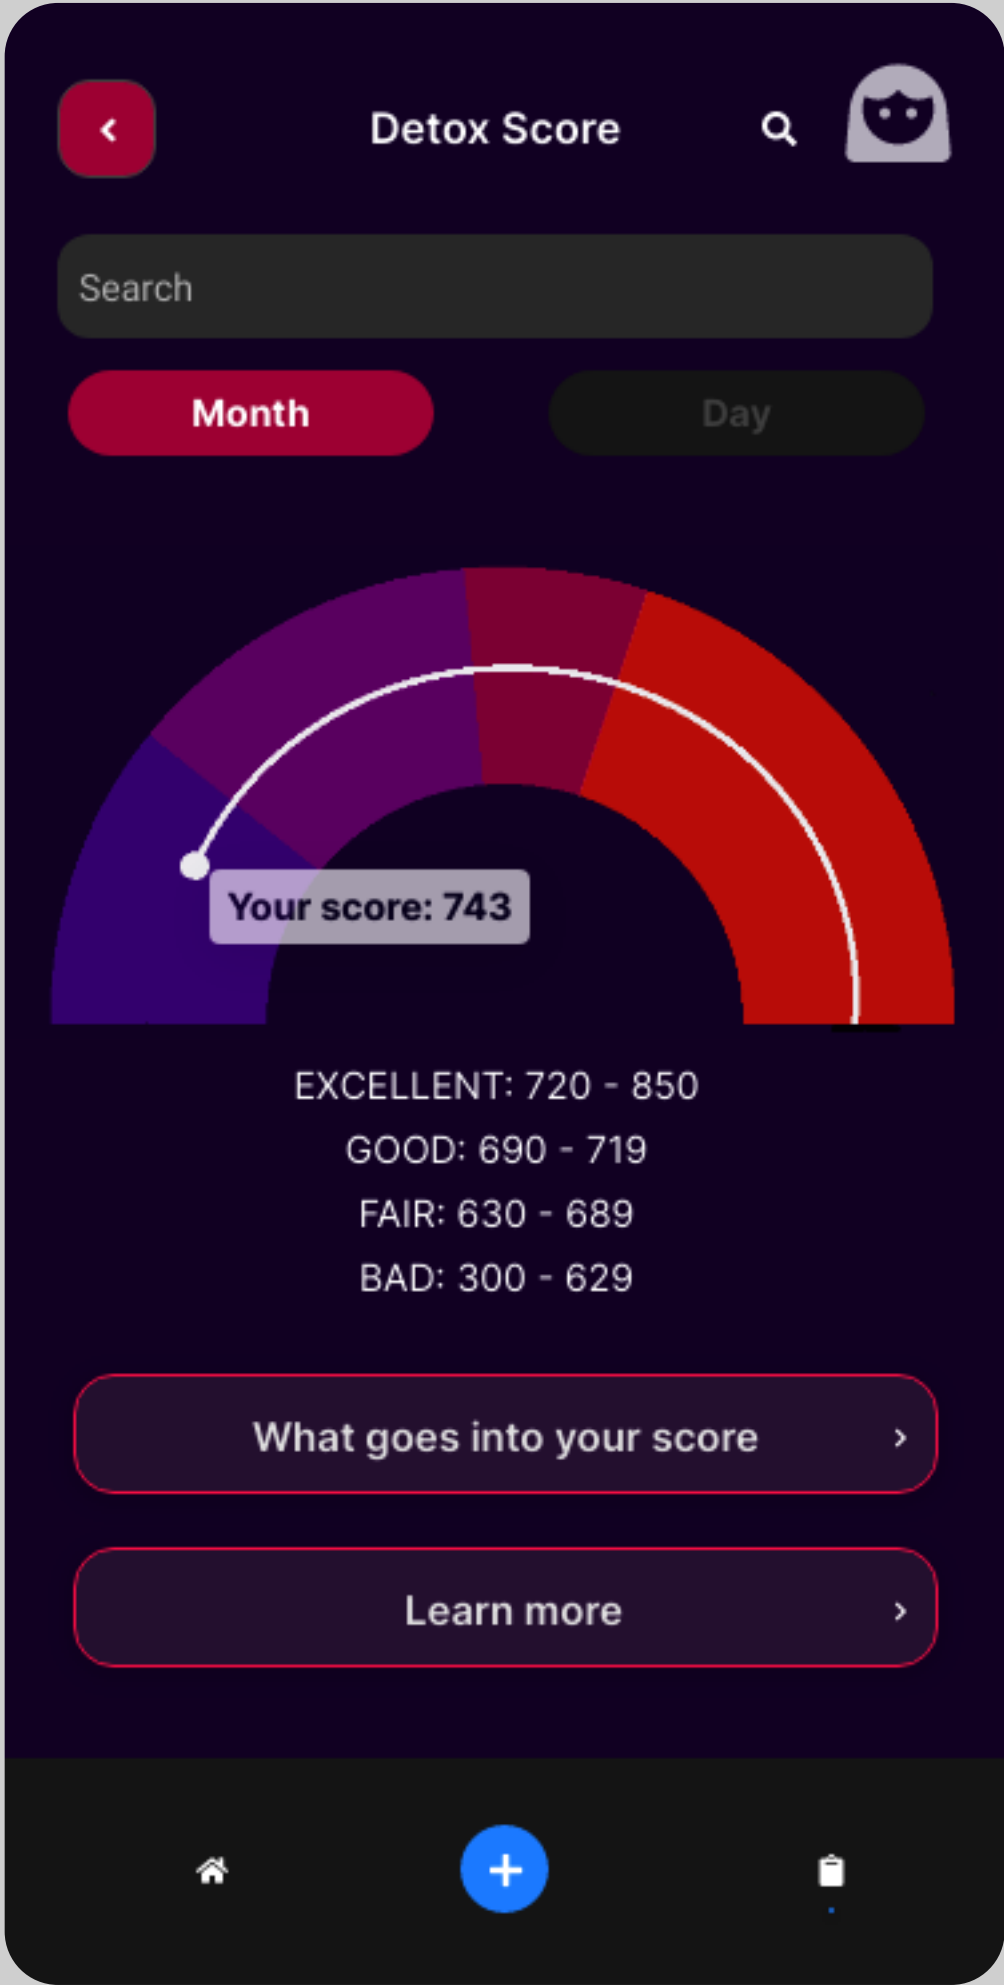 Detox Score
Search
Month
Day
Your score: 743
EXCELLENT: 720 - 850
GOOD: 690 - 719
FAIR: 630 - 689
BAD: 300 - 629
What goes into your score
Learn more